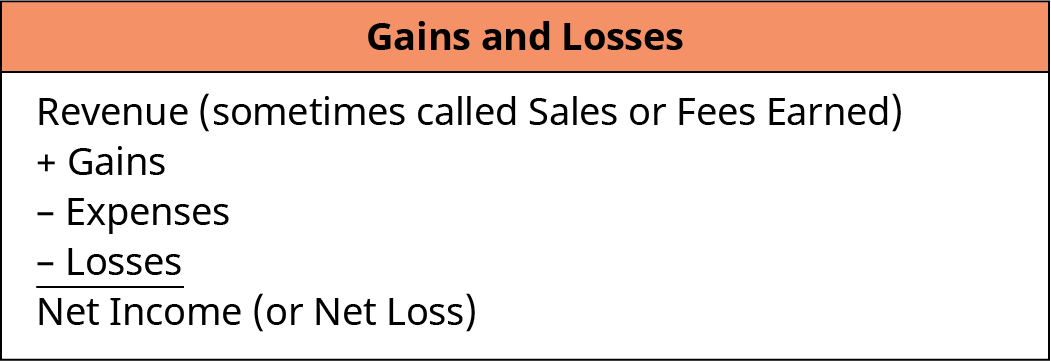 Gains and Losses
Revenue (sometimes called Sales or Fees Earned)
+ Gains
– Expenses
– Losses
Net Income (or Net Loss)